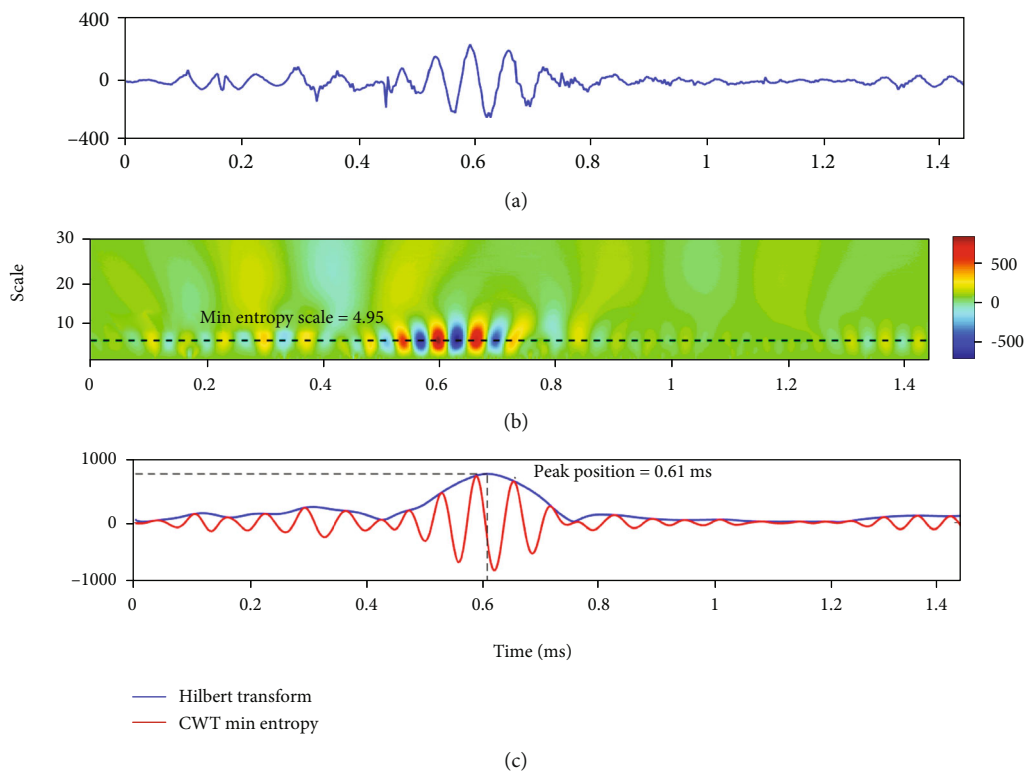 400
0
−400
0 0.2 0.4 0.6 0.8 1 1.2 1.4
(a)
Scale
30
20
10
Min entropy scale = 4.95
500
0
-500
0 0.2 0.4 0.6 0.8 1 1.2 1.4
(b)
1000
0
−1000
Peak position = 0.61 ms
0 0.2 0.4 0.6 0.8 1 1.2 1.4
Time (ms)
Hilbert transform
CWT min entropy
(c)